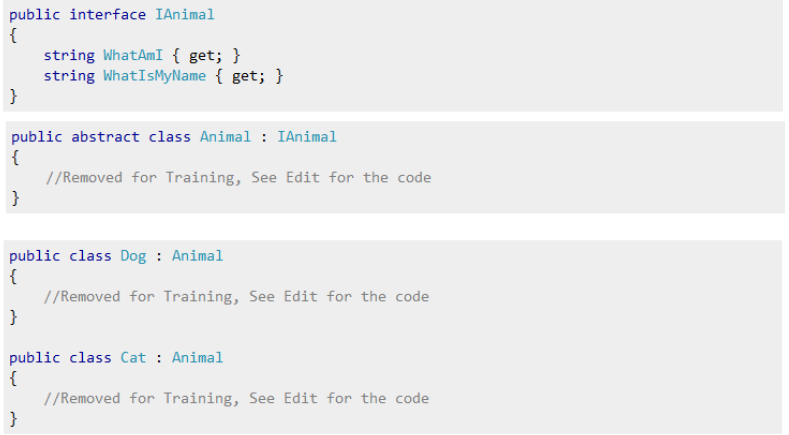 public interface IAnimal
{
    string WhatAmI { get; }
    string WhatIsMyName { get; }
}
public abstract class Animal : IAnimal
{
    //Removed for Training, See Edit for the code
}
public class Dog : Animal
{
    //Removed for Training, See Edit for the code
}
public class Cat : Animal
{
    //Removed for Training, See Edit for the code
}